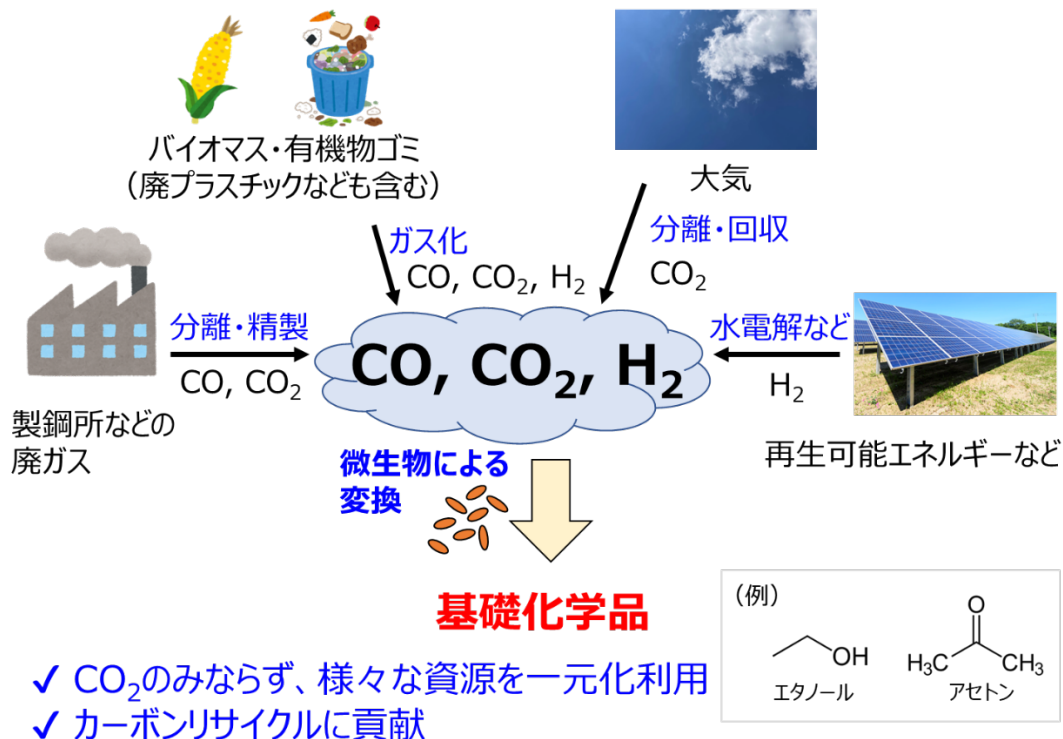 バイオマス・有機物ゴミ
（廃プラスチックなども含む）
大気
ガス化
CO, CO₂, H₂
分離・回収
CO₂
分離・精製
CO, CO₂
CO, CO₂, H₂
水電解など
H₂
製鋼所などの
廃ガス
再生可能エネルギーなど
微生物による
変換
基礎化学品
（例）
OH
エタノール
O
H₃C
CH₃
アセトン
✓ CO₂のみならず、様々な資源を一元化利用
✓ カーボンリサイクルに貢献